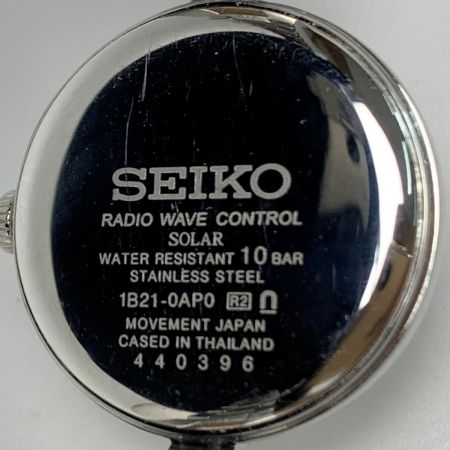 SEIKO
RADIO WAVE CONTROL
SOLAR
WATER RESISTANT 10 BAR
STAINLESS STEEL
1B21-0AP0 R2
MOVEMENT JAPAN
CASED IN THAILAND
440396